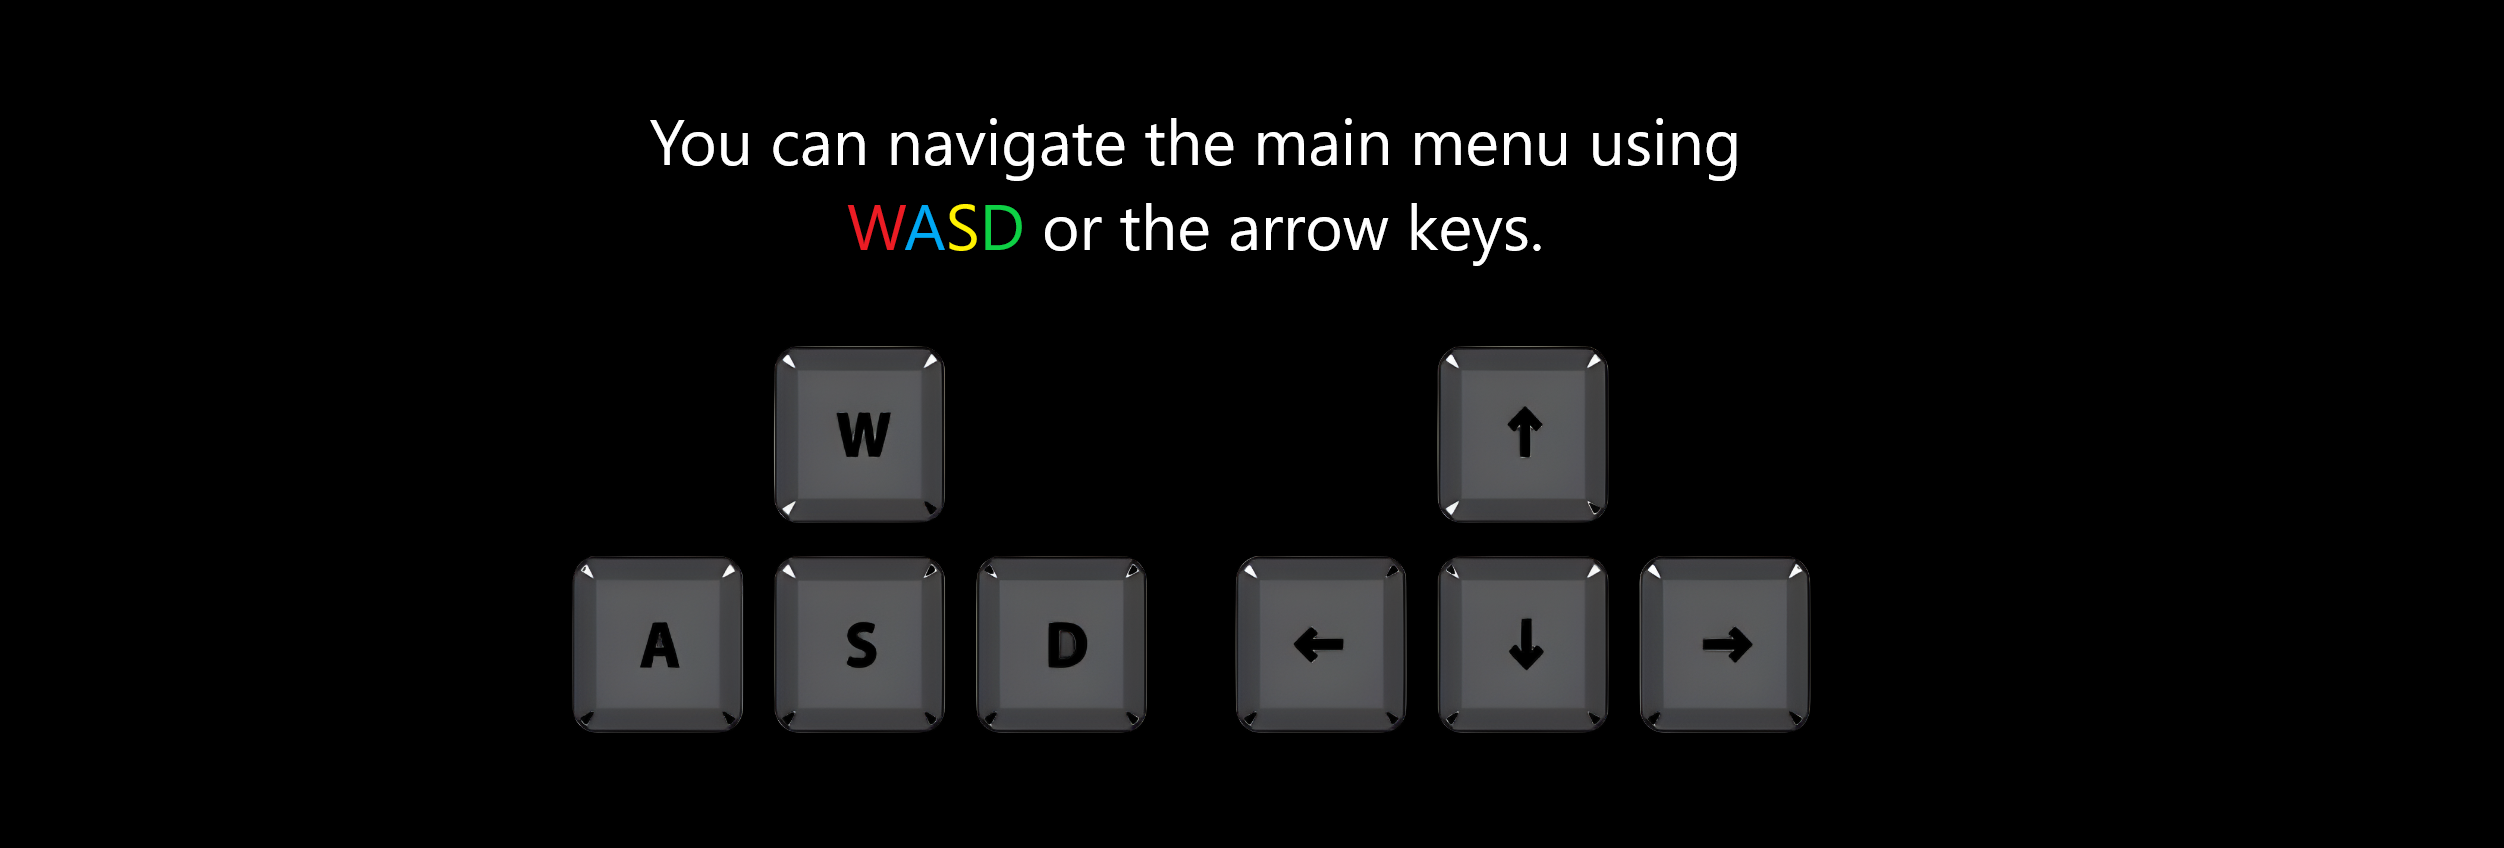 You can navigate the main menu using
WASD or the arrow keys.
W ↑
A S D ← ↓ →